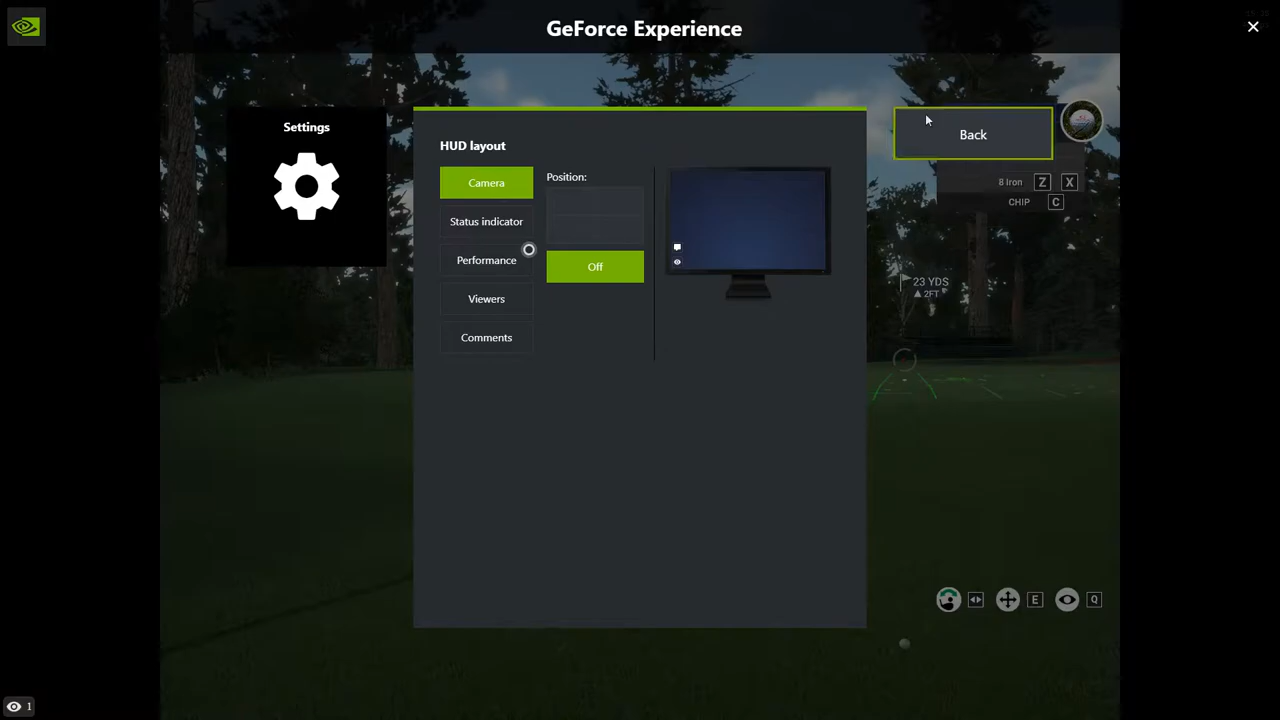 GeForce Experience
Settings
HUD layout
Camera
Status indicator
Performance
Viewers
Comments
Position:
Off
Back
8 Iron Z X
CHIP C
23 YDS
▲ 2FT
E
Q
1